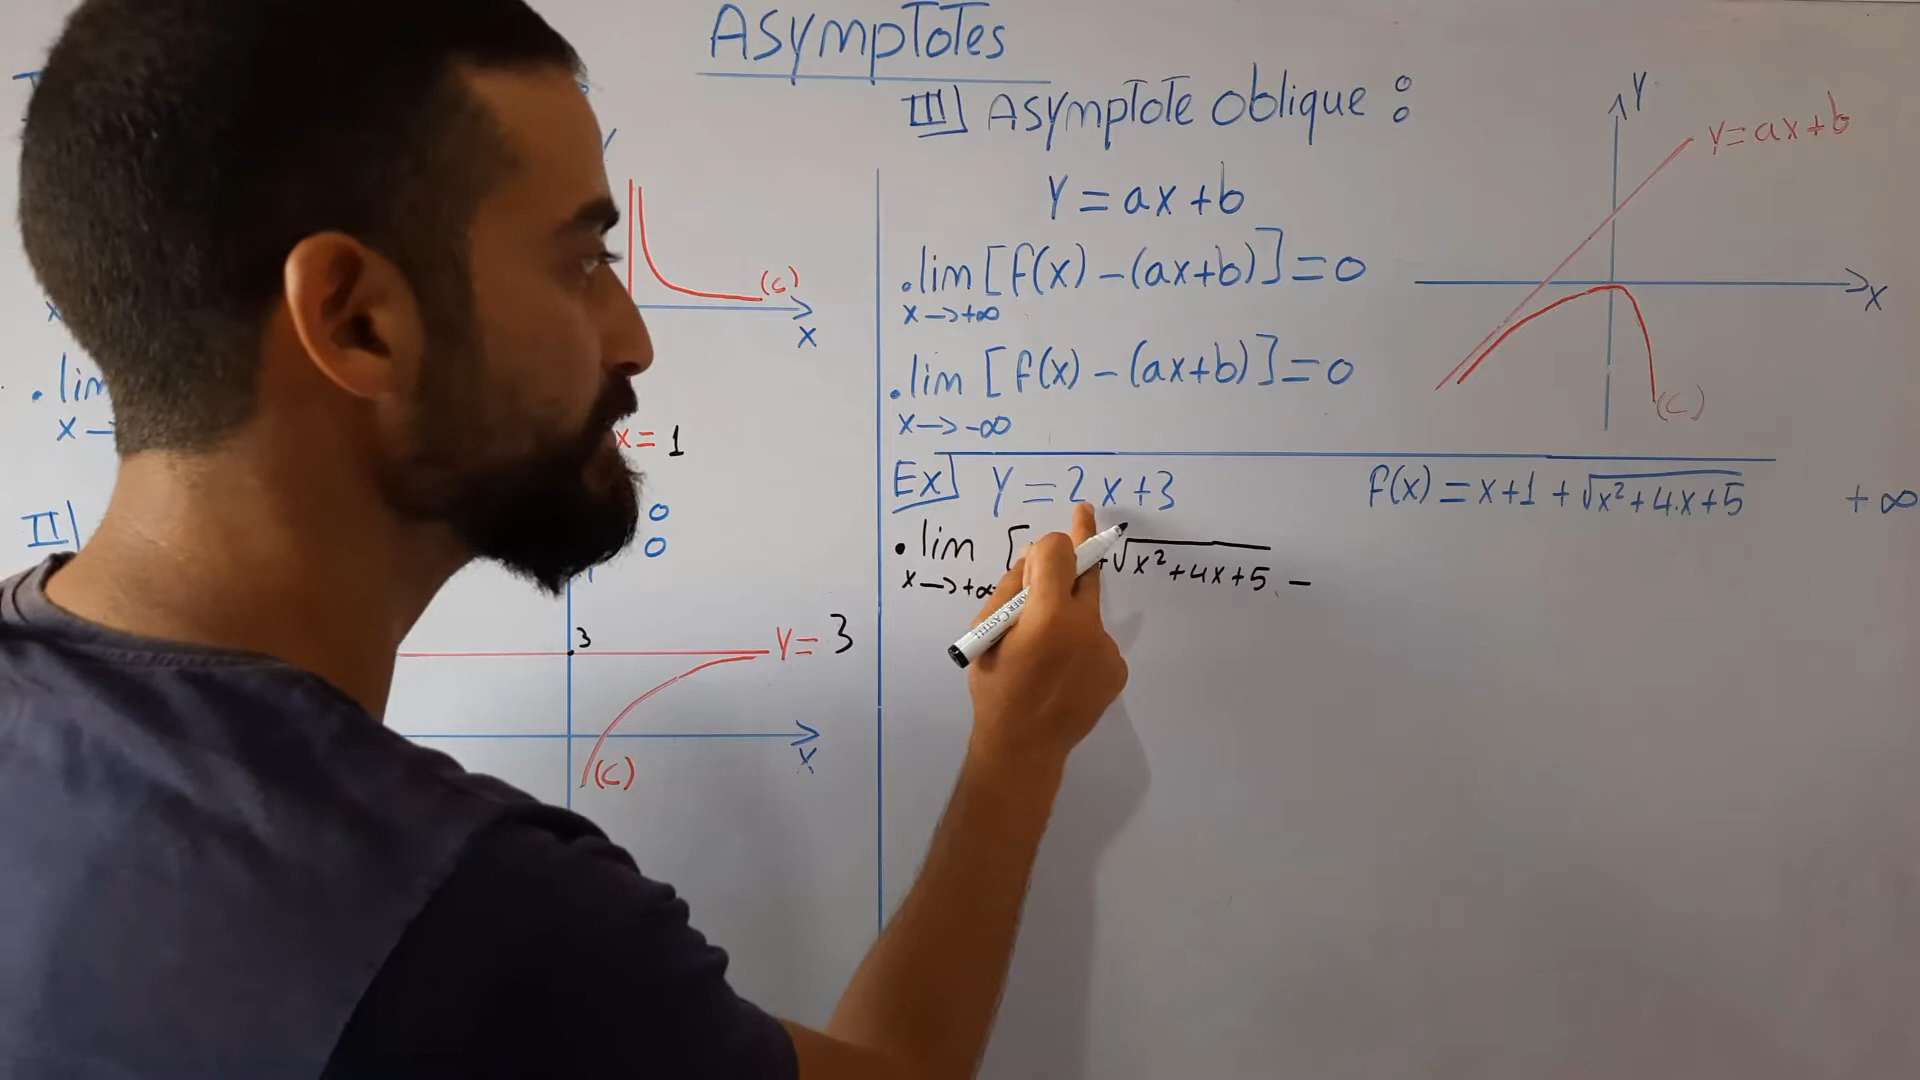 Asymptotes
III] Asymptote oblique :
Y = ax + b
. lim [f(x) - (ax+b)] = 0
x → +∞
. lim [f(x) - (ax+b)] = 0
x → -∞
Y
Y = ax + b
X
(C)
Ex] Y = 2x + 3
f(x) = x + 1 + √x² + 4x + 5
+∞
. lim [
+ √x² + 4x + 5 -
x → +∞
(C)
X
. lim
x →
x = 1
II]
3
Y = 3
(C)
X